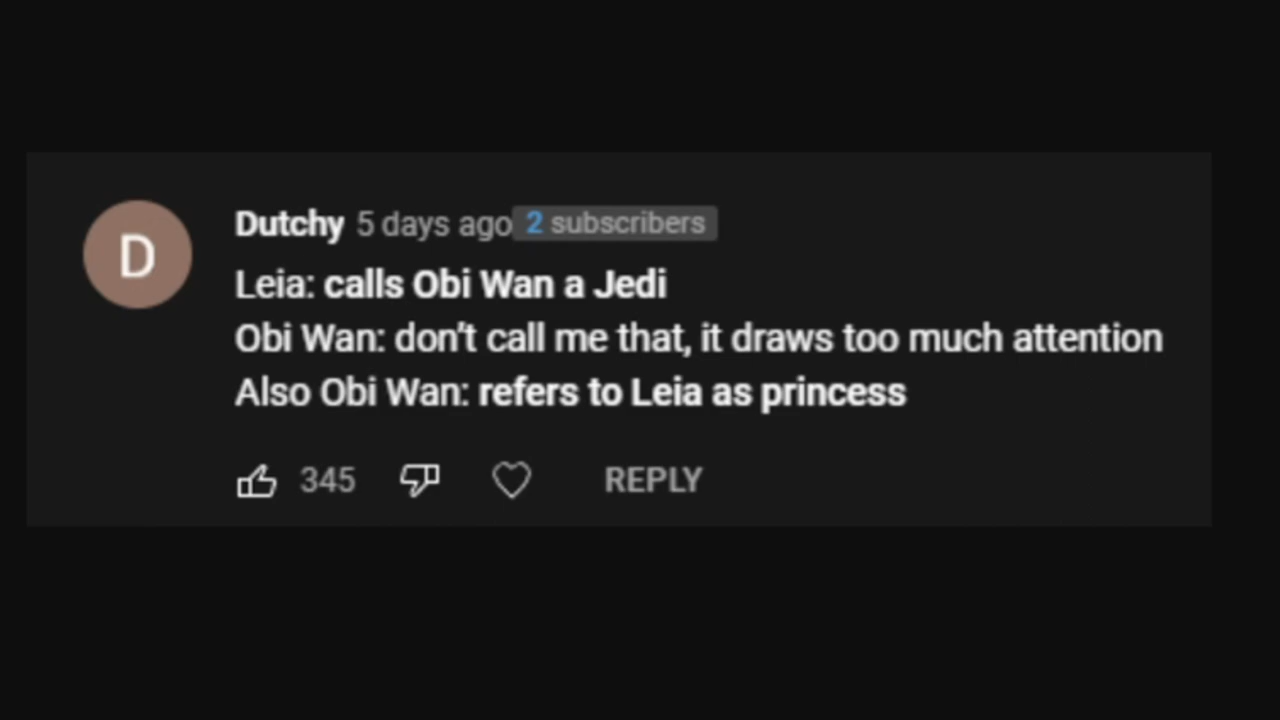 D
Dutchy 5 days ago 2 subscribers
Leia: calls Obi Wan a Jedi
Obi Wan: don't call me that, it draws too much attention
Also Obi Wan: refers to Leia as princess
345 REPLY